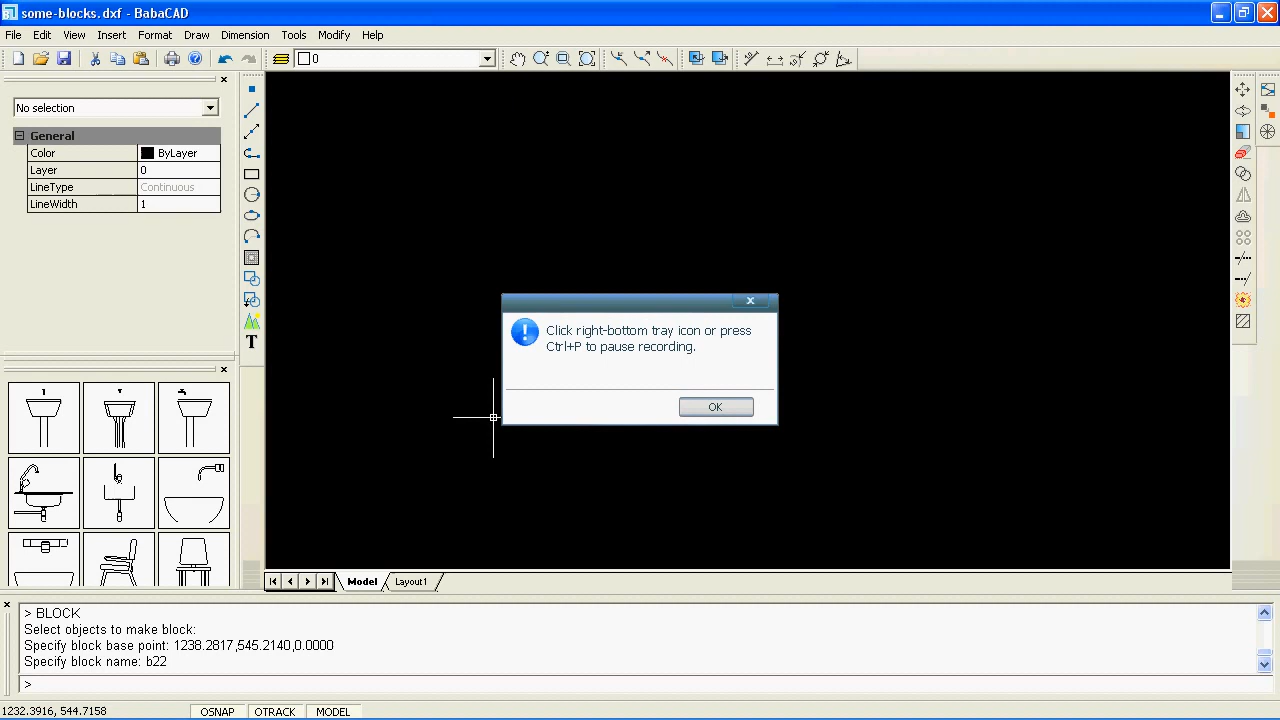 some-blocks.dxf - BabaCAD
File Edit View Insert Format Draw Dimension Tools Modify Help
0
No selection
General
Color ByLayer
Layer 0
LineType Continuous
LineWidth 1
T
Click right-bottom tray icon or press
Ctrl+P to pause recording.
OK
Model Layout1
> BLOCK
Select objects to make block:
Specify block base point: 1238.2817,545.2140,0.0000
Specify block name: b22
>
1232.3916, 544.7158 OSNAP OTRACK MODEL